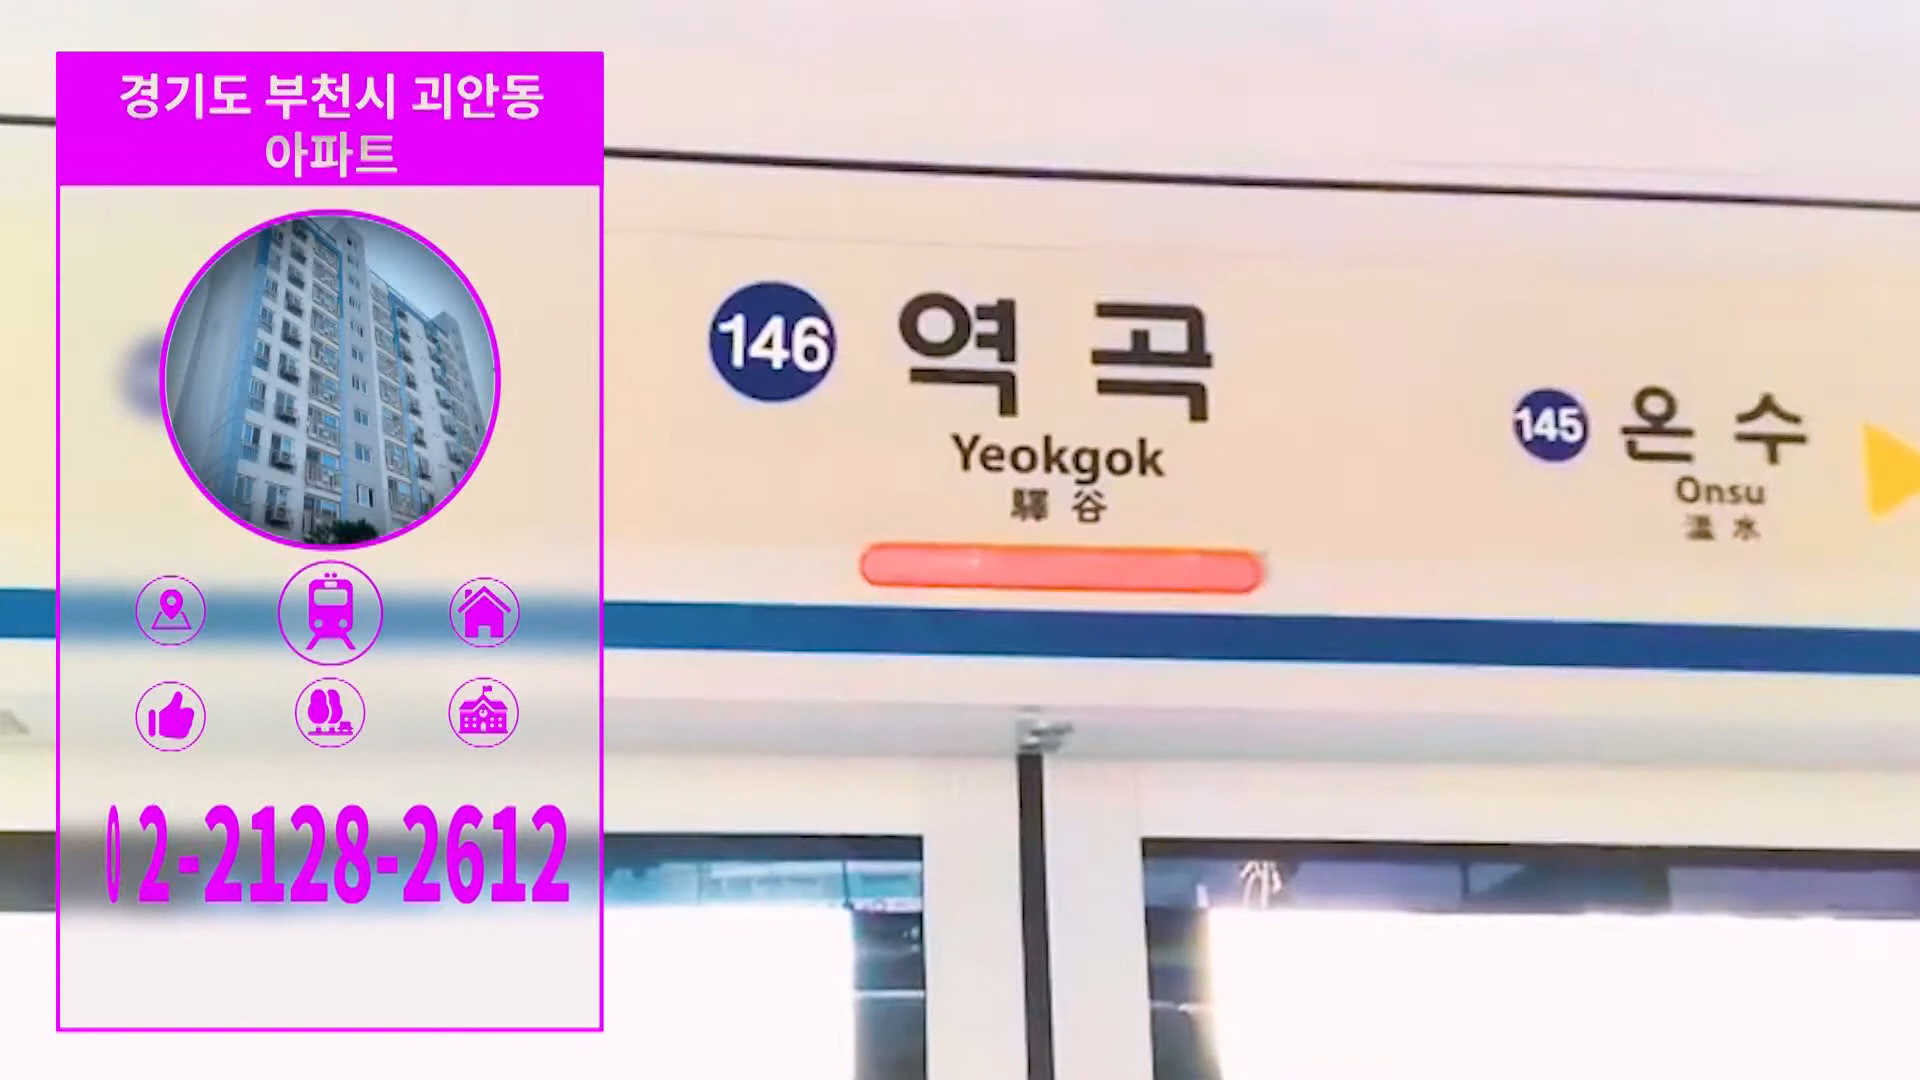 경기도 부천시 괴안동
아파트
02-2128-2612
146 역곡
Yeokgok
驛谷
145 온수
Onsu
溫水